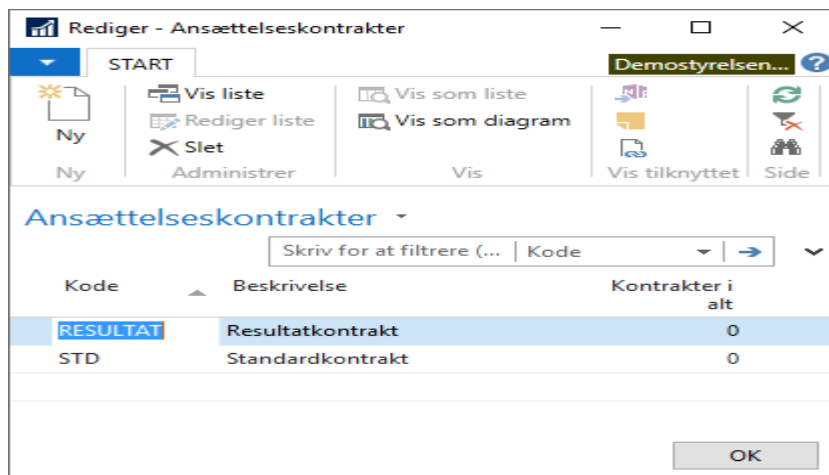 Rediger - Ansættelseskontrakter
START
Demostyrelsen...
Ny
Vis liste
Rediger liste
Slet
Vis som liste
Vis som diagram
Ny
Administrer
Vis
Vis tilknyttet
Side
Ansættelseskontrakter
Skriv for at filtrere (... Kode
Kode Beskrivelse Kontrakter i alt
RESULTAT Resultatkontrakt 0
STD Standardkontrakt 0
OK